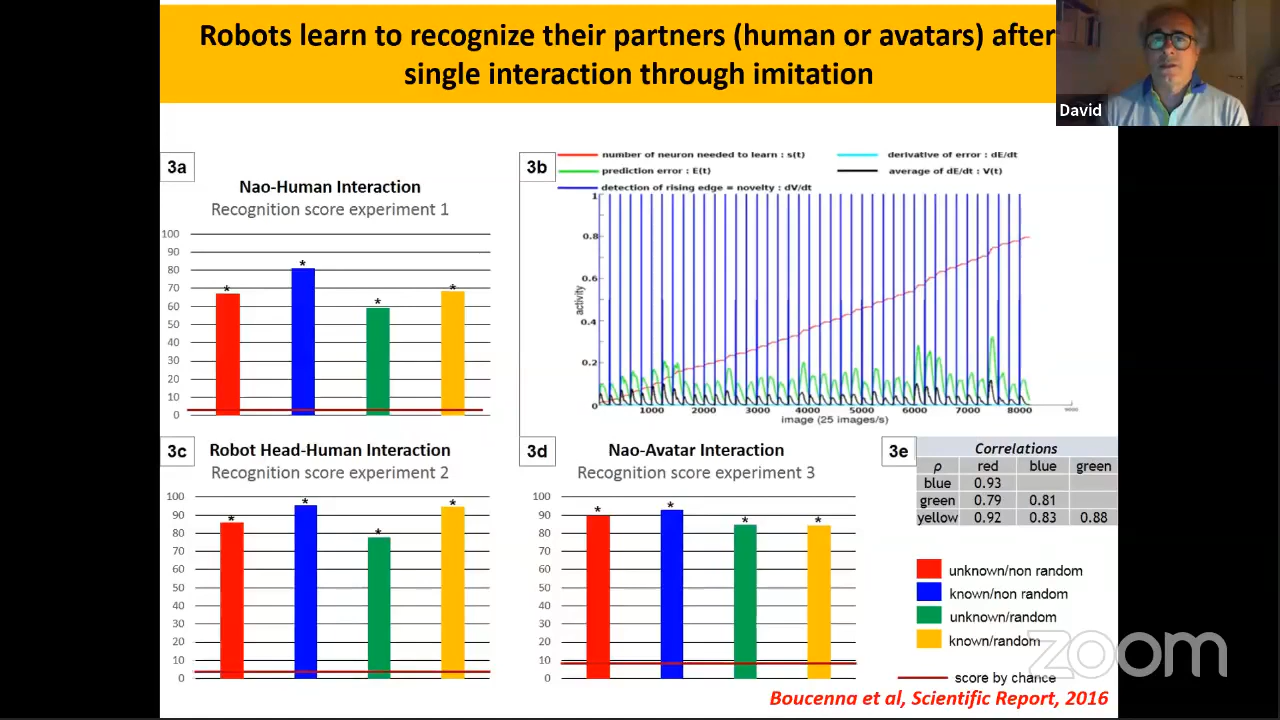 Robots learn to recognize their partners (human or avatars) after
single interaction through imitation
David
3a
Nao-Human Interaction
Recognition score experiment 1
100
90
80
70
60
50
40
30
20
10
0
* * * *
3b
number of neuron needed to learn : s(t)
prediction error : E(t)
detection of rising edge = novelty : dV/dt
derivative of error : dE/dt
average of dE/dt : V(t)
1
0.8
0.6
0.4
0.2
0
activity
1000 2000 3000 4000 5000 6000 7000 8000 9000
image (25 images/s)
3c
Robot Head-Human Interaction
Recognition score experiment 2
100
90
80
70
60
50
40
30
20
10
0
* * * *
3d
Nao-Avatar Interaction
Recognition score experiment 3
100
90
80
70
60
50
40
30
20
10
0
* * * *
3e
Correlations
ρ red blue green
blue 0.93
green 0.79 0.81
yellow 0.92 0.83 0.88
unknown/non random
known/non random
unknown/random
known/random
score by chance
zoom
Boucenna et al, Scientific Report, 2016